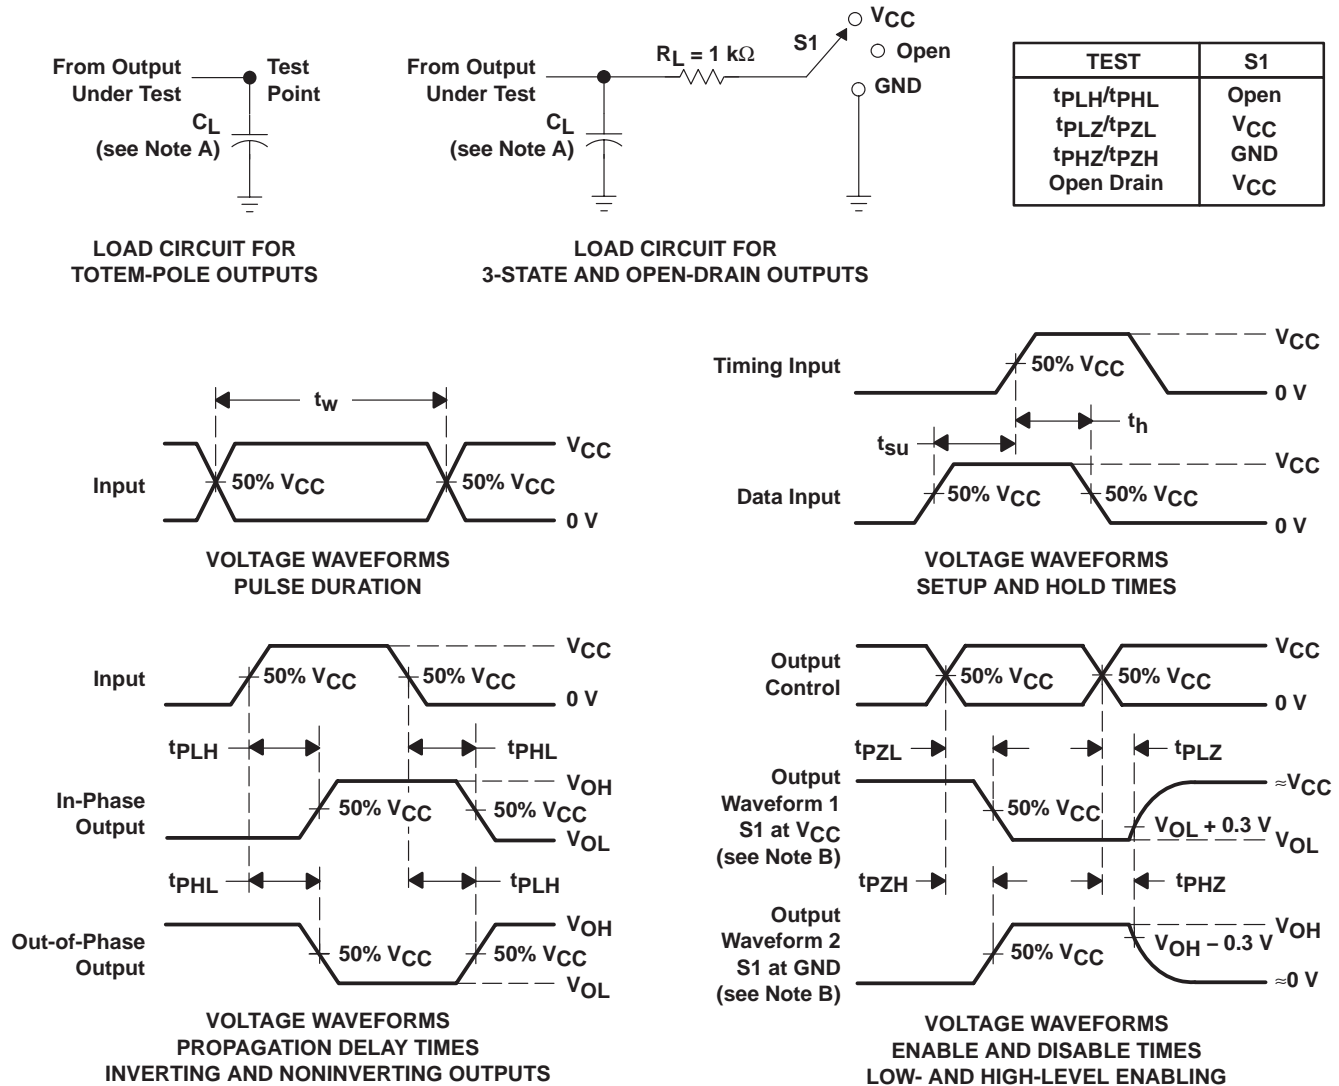 From Output
Under Test
Test
Point
CL
(see Note A)
LOAD CIRCUIT FOR
TOTEM-POLE OUTPUTS
From Output
Under Test
CL
(see Note A)
RL = 1 kΩ
S1
VCC
Open
GND
LOAD CIRCUIT FOR
3-STATE AND OPEN-DRAIN OUTPUTS
TEST S1
tPLH/tPHL Open
tPLZ/tPZL VCC
tPHZ/tPZH GND
Open Drain VCC
tw
Input
VCC
50% VCC
50% VCC
0 V
VOLTAGE WAVEFORMS
PULSE DURATION
Timing Input
VCC
50% VCC
0 V
tsu
th
Data Input
VCC
50% VCC
50% VCC
0 V
VOLTAGE WAVEFORMS
SETUP AND HOLD TIMES
Input
VCC
50% VCC
50% VCC
0 V
tPLH
tPHL
In-Phase
Output
VOH
50% VCC
50% VCC
VOL
tPHL
tPLH
Out-of-Phase
Output
VOH
50% VCC
50% VCC
VOL
VOLTAGE WAVEFORMS
PROPAGATION DELAY TIMES
INVERTING AND NONINVERTING OUTPUTS
Output
Control
VCC
50% VCC
50% VCC
0 V
tPZL
tPLZ
Output
Waveform 1
S1 at VCC
(see Note B)
≈VCC
50% VCC
VOL + 0.3 V
VOL
tPZH
tPHZ
Output
Waveform 2
S1 at GND
(see Note B)
VOH
50% VCC
VOH − 0.3 V
≈0 V
VOLTAGE WAVEFORMS
ENABLE AND DISABLE TIMES
LOW- AND HIGH-LEVEL ENABLING